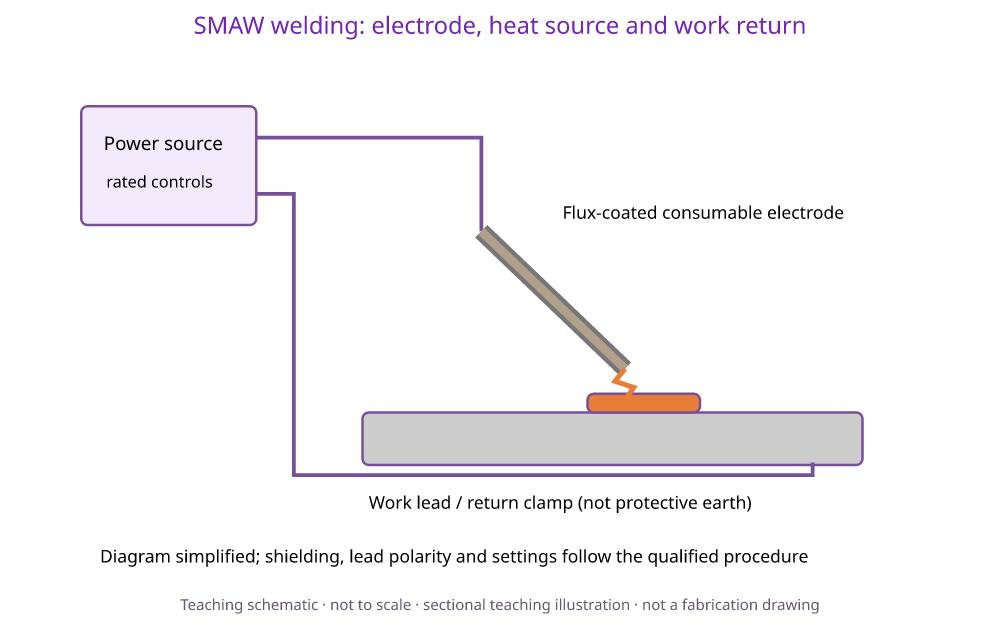 SMAW welding: electrode, heat source and work return
Power source
rated controls
Flux-coated consumable electrode
Work lead / return clamp (not protective earth)
Diagram simplified; shielding, lead polarity and settings follow the qualified procedure
Teaching schematic · not to scale · sectional teaching illustration · not a fabrication drawing